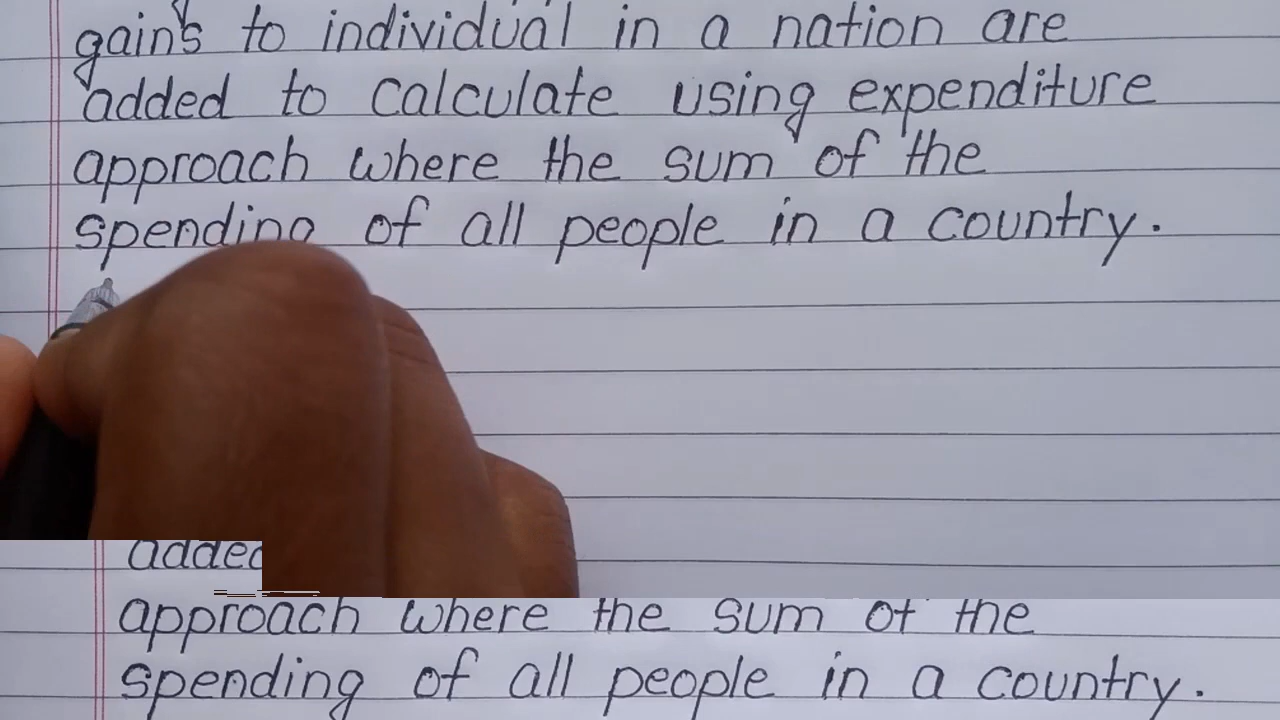 gains to individual in a nation are
added to calculate using expenditure
approach where the sum of the
spending of all people in a country.
added
approach where the sum of the
spending of all people in a country.